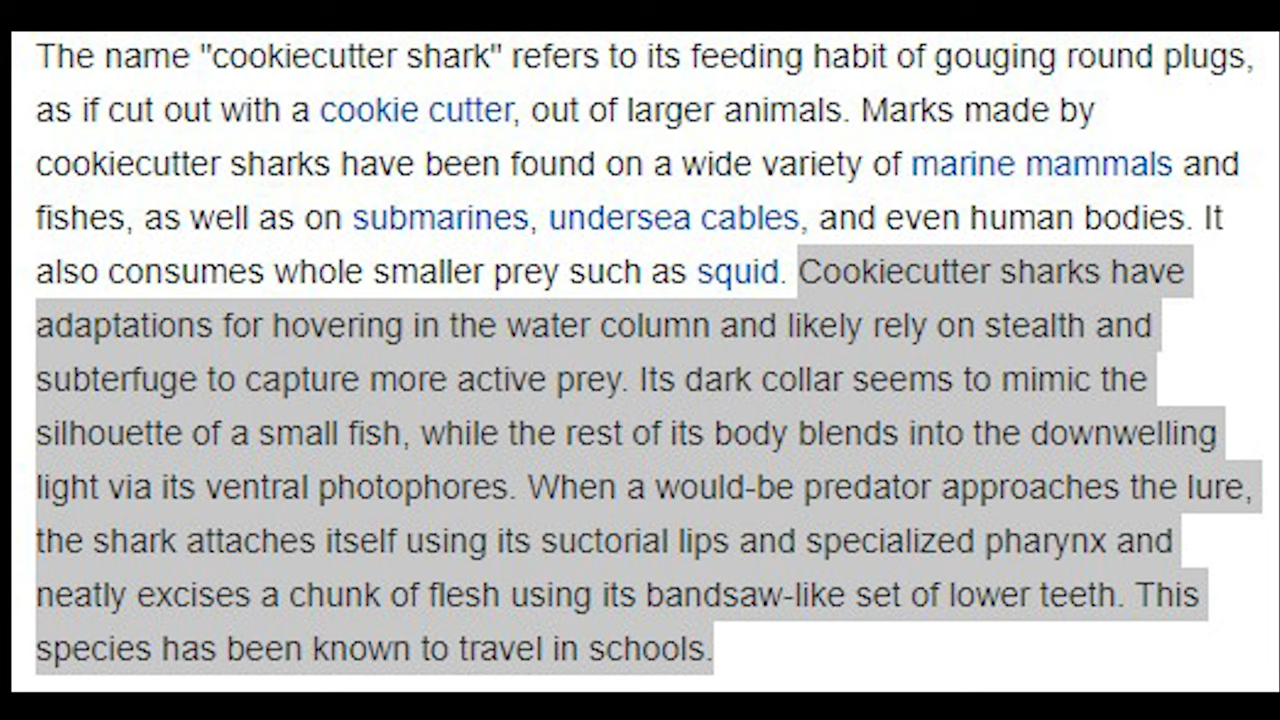 The name "cookiecutter shark" refers to its feeding habit of gouging round plugs,
as if cut out with a cookie cutter, out of larger animals. Marks made by
cookiecutter sharks have been found on a wide variety of marine mammals and
fishes, as well as on submarines, undersea cables, and even human bodies. It
also consumes whole smaller prey such as squid. Cookiecutter sharks have
adaptations for hovering in the water column and likely rely on stealth and
subterfuge to capture more active prey. Its dark collar seems to mimic the
silhouette of a small fish, while the rest of its body blends into the downwelling
light via its ventral photophores. When a would-be predator approaches the lure,
the shark attaches itself using its suctorial lips and specialized pharynx and
neatly excises a chunk of flesh using its bandsaw-like set of lower teeth. This
species has been known to travel in schools.